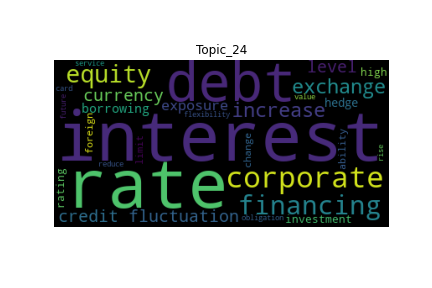 Topic_24
service
equity
debt
level
high
card
currency
exchange
borrowing
exposure
increase
value
hedge
future
flexibility
foreign
interest
limit
change
ability
rise
reduce
rate
corporate
rating
financing
credit fluctuation
obligation
investment